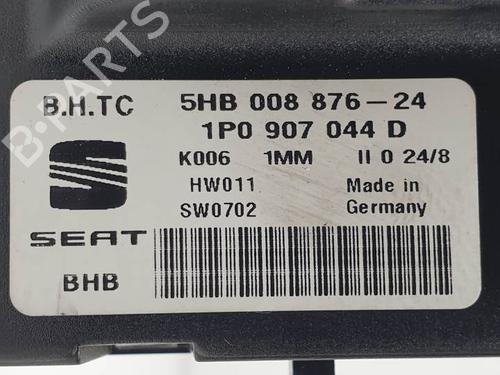 B.H.TC 5HB 008 876-24
1P0 907 044 D
K006 1MM II 0 24/8
HW011 Made in
SW0702 Germany
SEAT
BHB
B-PARTS